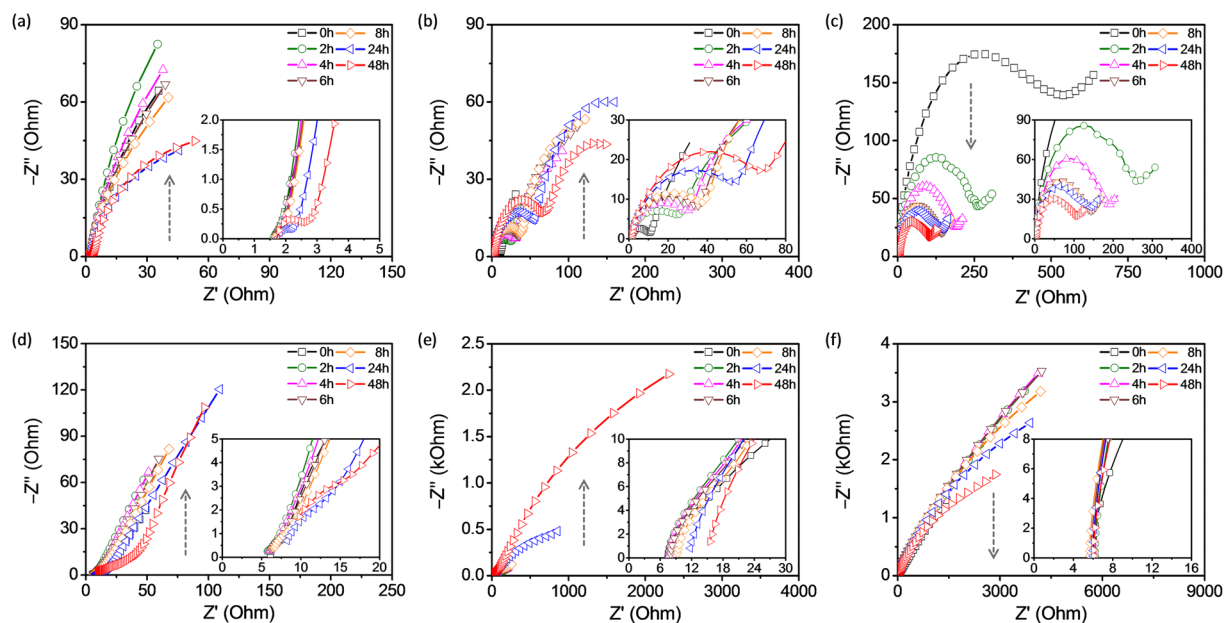 (a)
90
60
30
0
−Z'' (Ohm)
0 30 60 90 120 150
Z' (Ohm)
0h 8h
2h 24h
4h 48h
6h
2.0
1.5
1.0
0.5
0.0
0 1 2 3 4 5
(b)
90
60
30
0
−Z'' (Ohm)
0 100 200 300 400
Z' (Ohm)
0h 8h
2h 24h
4h 48h
6h
30
20
10
0
0 20 40 60 80
(c)
200
150
100
50
0
−Z'' (Ohm)
0 250 500 750 1000
Z' (Ohm)
0h 8h
2h 24h
4h 48h
6h
90
60
30
0
0 100 200 300 400
(d)
150
120
90
60
30
0
−Z'' (Ohm)
0 50 100 150 200 250
Z' (Ohm)
0h 8h
2h 24h
4h 48h
6h
5
4
3
2
1
0
0 5 10 15 20
(e)
2.5
2.0
1.5
1.0
0.5
0.0
−Z'' (kOhm)
0 1000 2000 3000 4000
Z' (Ohm)
0h 8h
2h 24h
4h 48h
6h
10
8
6
4
2
0
0 6 12 18 24 30
(f)
4
3
2
1
0
−Z'' (kOhm)
0 3000 6000 9000
Z' (Ohm)
0h 8h
2h 24h
4h 48h
6h
8
6
4
2
0
4 8 12 16